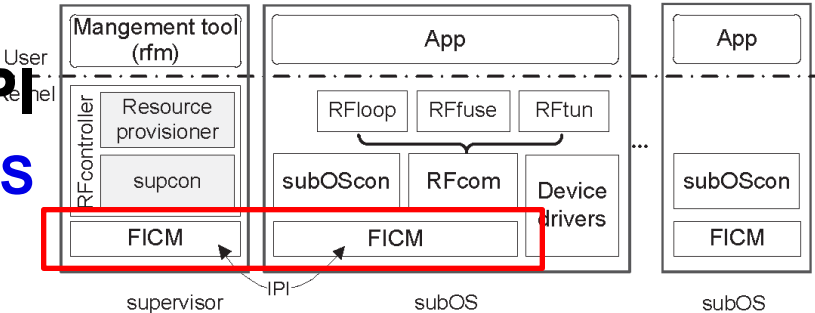 Mangement tool
(rfm)
App
App
User
PI
RFcontroller
Resource
provisioner
RFloop
RFfuse
RFtun
...
s
supcon
subOScon
RFcom
Device
drivers
subOScon
FICM
FICM
FICM
IPI
supervisor
subOS
subOS